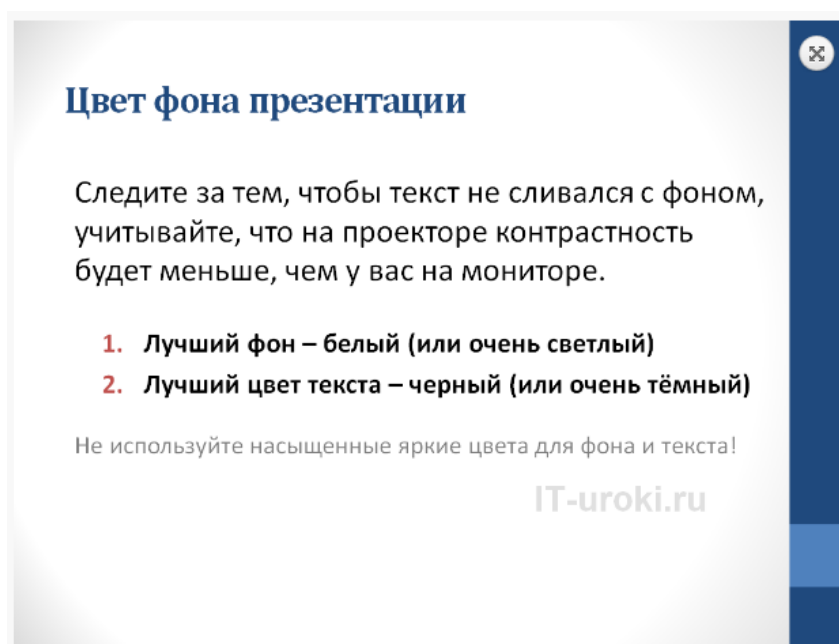 Цвет фона презентации
Следите за тем, чтобы текст не сливался с фоном,
учитывайте, что на проекторе контрастность
будет меньше, чем у вас на мониторе.
1. Лучший фон – белый (или очень светлый)
2. Лучший цвет текста – черный (или очень тёмный)
Не используйте насыщенные яркие цвета для фона и текста!
IT-uroki.ru